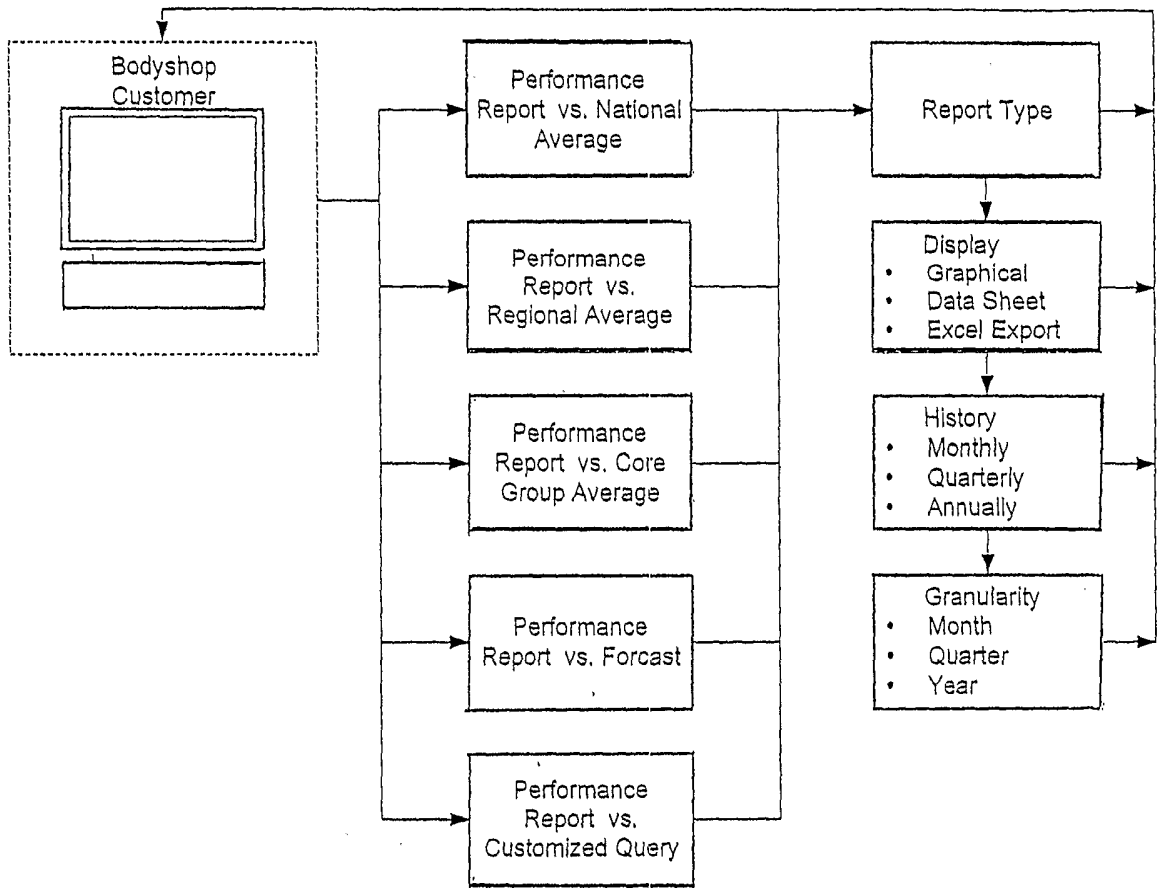 Bodyshop
Customer
Performance
Report vs. National
Average
Performance
Report vs.
Regional Average
Performance
Report vs. Core
Group Average
Performance
Report vs. Forcast
Performance
Report vs.
Customized Query
Report Type
Display
• Graphical
• Data Sheet
• Excel Export
History
• Monthly
• Quarterly
• Annually
Granularity
• Month
• Quarter
• Year